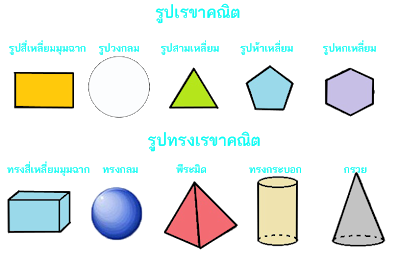 รูปเรขาคณิต
รูปสี่เหลี่ยมมุมฉาก รูปวงกลม รูปสามเหลี่ยม รูปห้าเหลี่ยม รูปหกเหลี่ยม
รูปทรงเรขาคณิต
ทรงสี่เหลี่ยมมุมฉาก ทรงกลม พีระมิด ทรงกระบอก กรวย